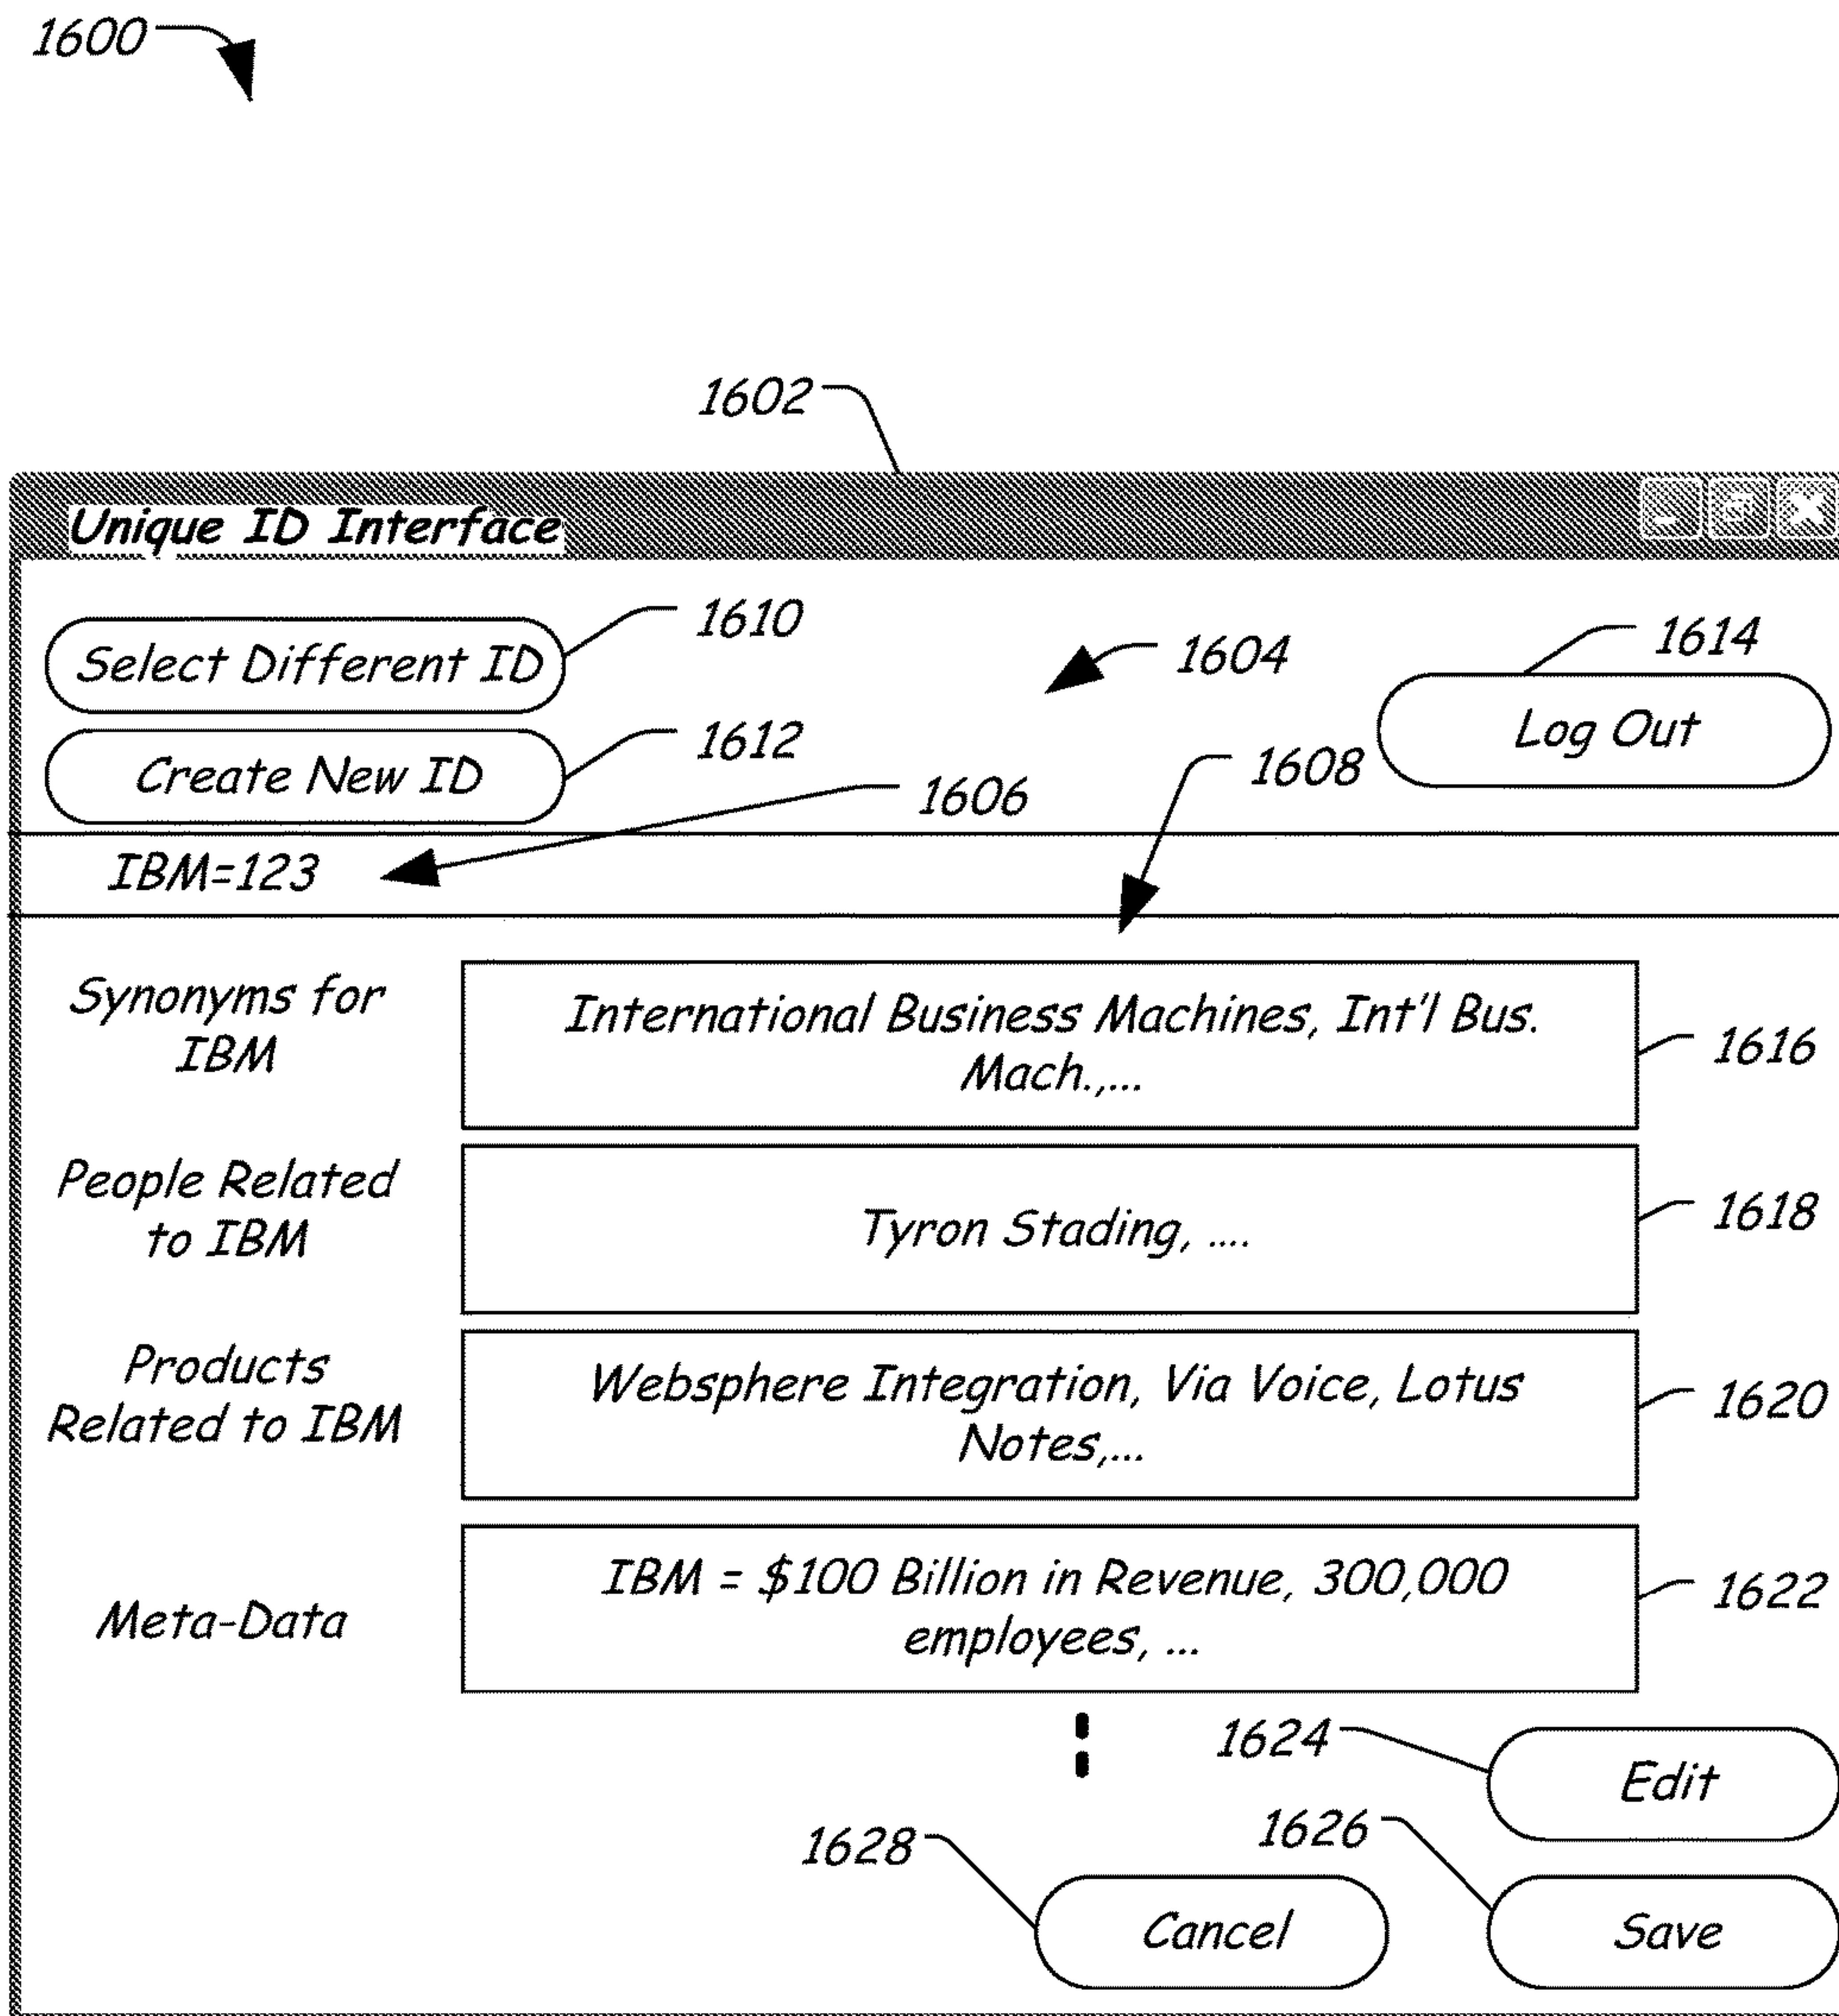 1600
1602
Unique ID Interface
Select Different ID
1610
1604
1614
Log Out
Create New ID
1612
1606
1608
IBM=123
Synonyms for
IBM
International Business Machines, Int'l Bus.
Mach.,...
1616
People Related
to IBM
Tyron Stading, ....
1618
Products
Related to IBM
Websphere Integration, Via Voice, Lotus
Notes,...
1620
Meta-Data
IBM = $100 Billion in Revenue, 300,000
employees, ...
1622
1624
Edit
1628
1626
Cancel
Save